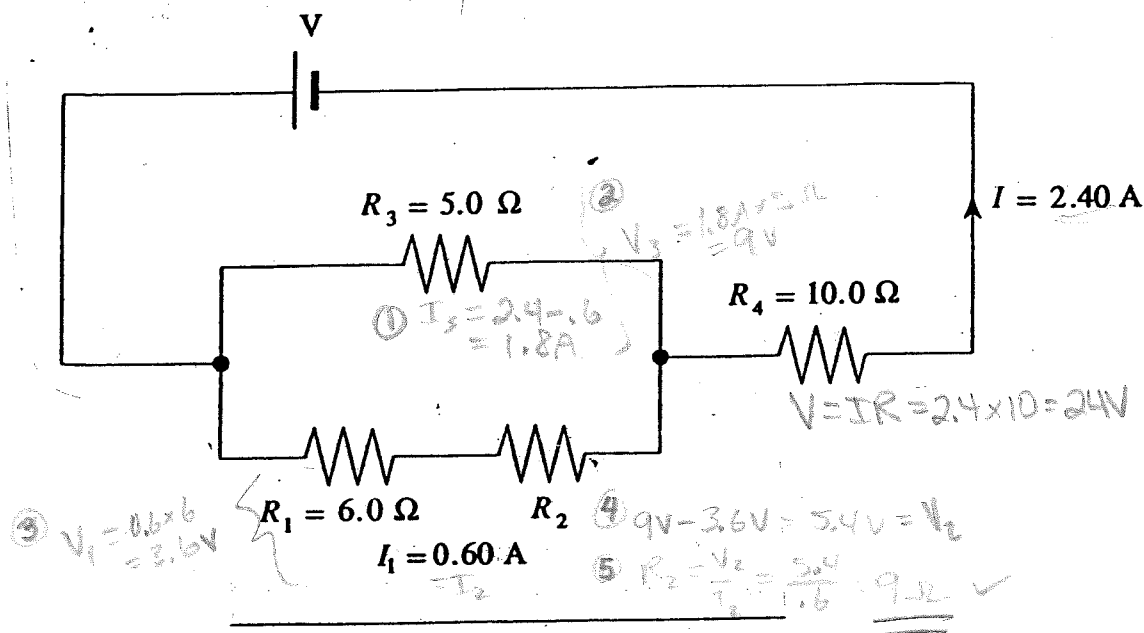 V
R₃ = 5.0 Ω
②
V₃ = 1.8A×5Ω
= 9V
I = 2.40 A
① I₃ = 2.4-.6
= 1.8A
R₄ = 10.0 Ω
V=IR=2.4×10=24V
③ V₁ = 0.6×6
= 3.6V
R₁ = 6.0 Ω
R₂
④ 9V-3.6V = 5.4V = V₂
I₁ = 0.60 A
= I₂
⑤ R₂ = V₂/I₂ = 5.4/.6 9Ω ✓